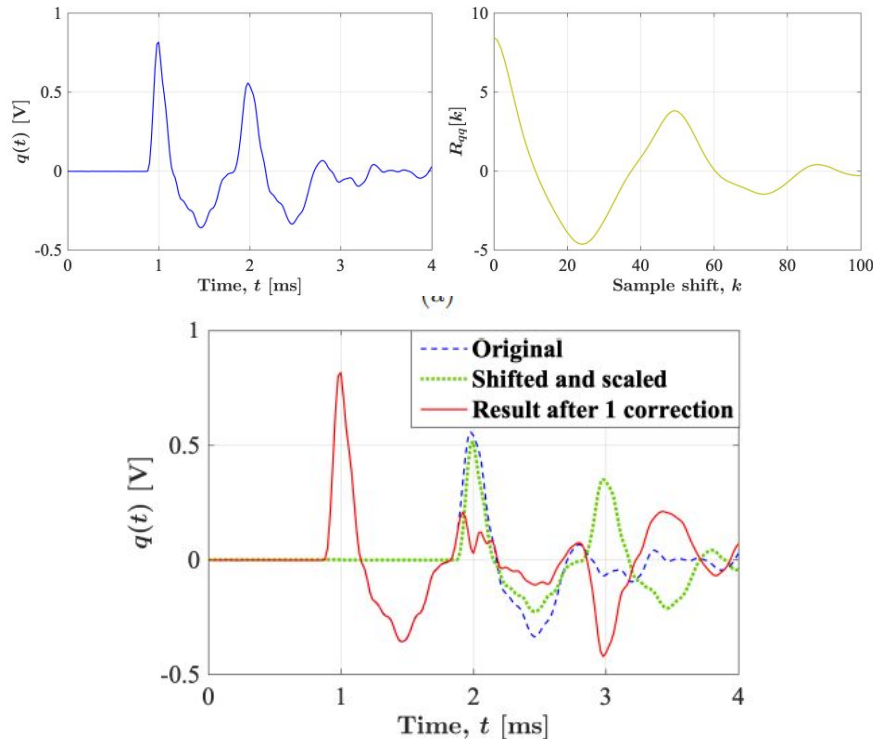 1
0.5
0
-0.5
q(t) [V]
0 1 2 3 4
Time, t [ms]
10
5
0
-5
R_qq[k]
0 20 40 60 80 100
Sample shift, k
(a)
1
0.5
0
-0.5
q(t) [V]
Original
Shifted and scaled
Result after 1 correction
0 1 2 3 4
Time, t [ms]